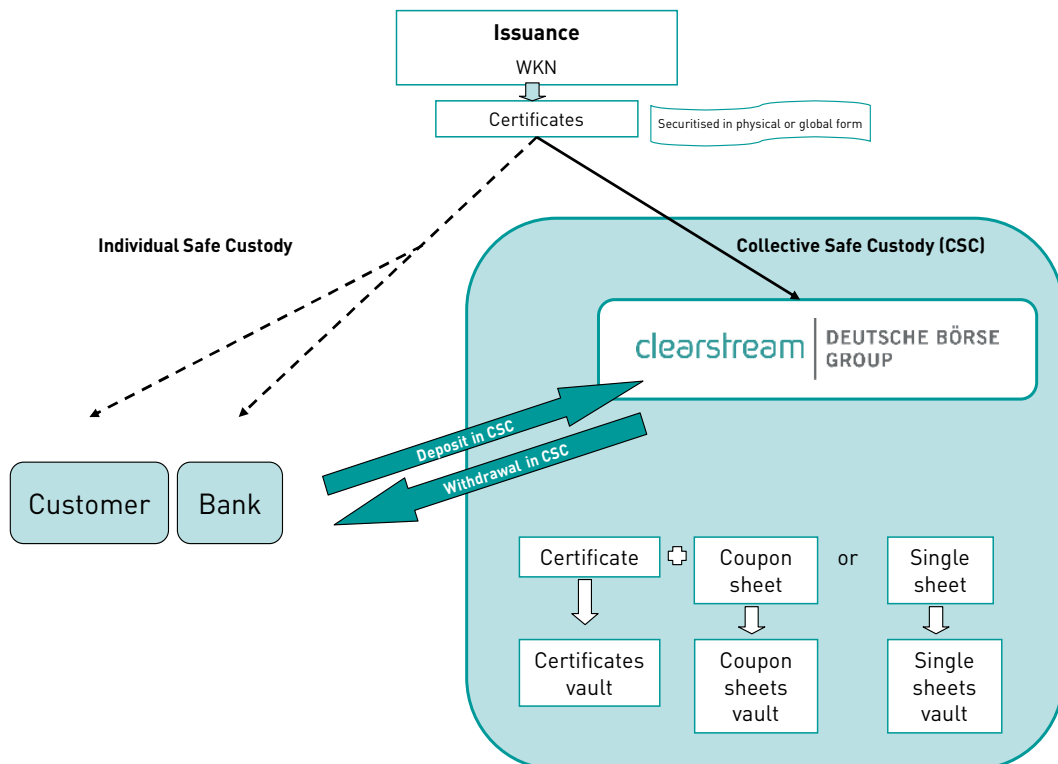 Issuance
WKN
Certificates
Securitised in physical or global form
Individual Safe Custody
Collective Safe Custody (CSC)
clearstream
DEUTSCHE BÖRSE
GROUP
Deposit in CSC
Withdrawal in CSC
Customer
Bank
Certificate
Coupon
sheet
or
Single
sheet
Certificates
vault
Coupon
sheets
vault
Single
sheets
vault